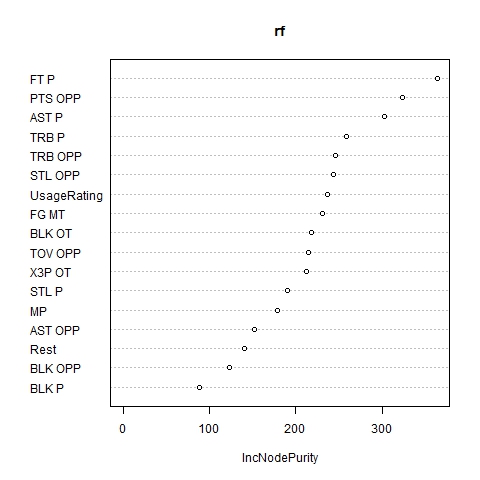 rf
FT P
PTS OPP
AST P
TRB P
TRB OPP
STL OPP
UsageRating
FG MT
BLK OT
TOV OPP
X3P OT
STL P
MP
AST OPP
Rest
BLK OPP
BLK P
0 100 200 300
IncNodePurity